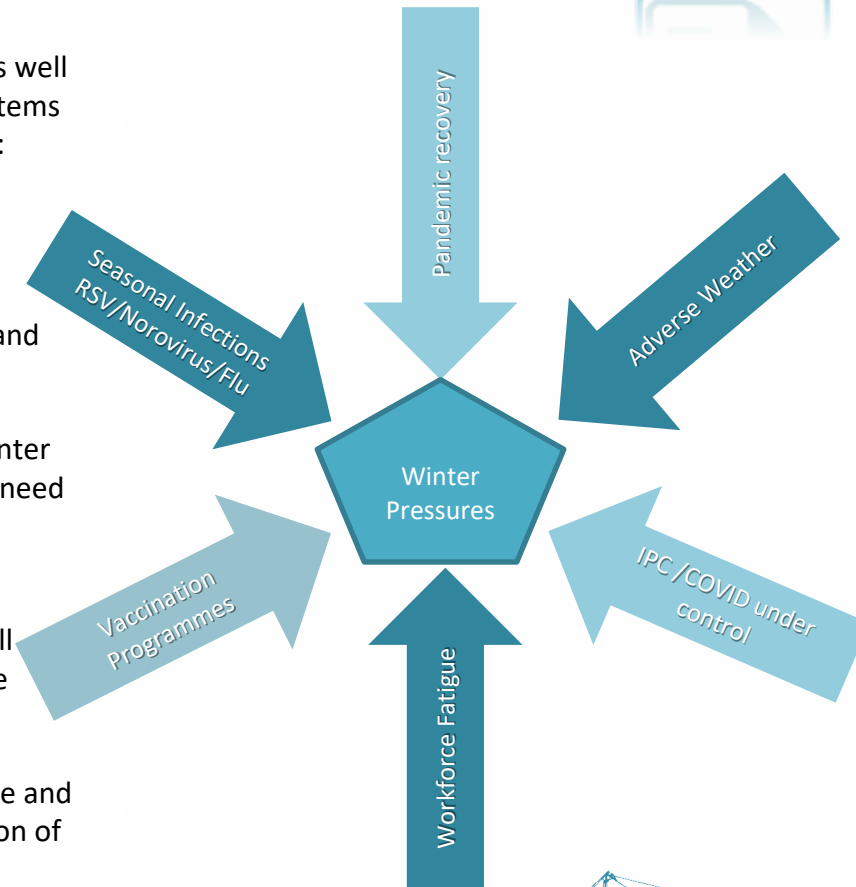 s well
tems
:
and
nter
need
ll
e
e and
on of
Pandemic recovery
Seasonal Infections
RSV/Norovirus/Flu
Adverse Weather
Winter
Pressures
Vaccination
Programmes
IPC /COVID under
control
Workforce Fatigue